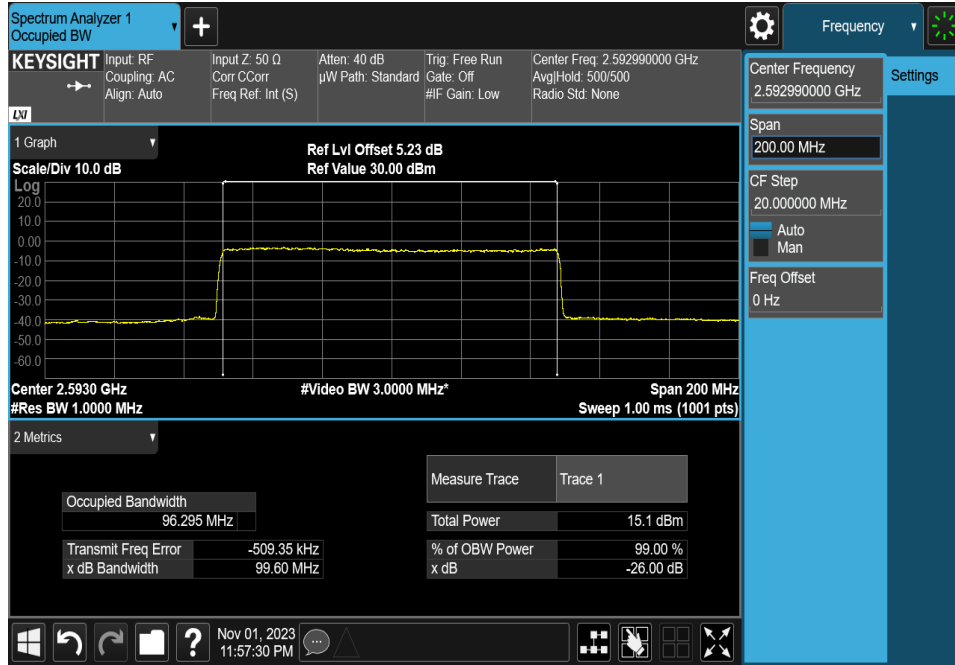 Spectrum Analyzer 1
Occupied BW
+
Frequency
KEYSIGHT
LXI
Input: RF
Coupling: AC
Align: Auto
Input Z: 50 Ω
Corr CCorr
Freq Ref: Int (S)
Atten: 40 dB
µW Path: Standard
Trig: Free Run
Gate: Off
#IF Gain: Low
Center Freq: 2.592990000 GHz
Avg|Hold: 500/500
Radio Std: None
Center Frequency
2.592990000 GHz
Settings
Span
200.00 MHz
CF Step
20.000000 MHz
Auto
Man
Freq Offset
0 Hz
1 Graph
Scale/Div 10.0 dB
Ref Lvl Offset 5.23 dB
Ref Value 30.00 dBm
Log
20.0
10.0
0.00
-10.0
-20.0
-30.0
-40.0
-50.0
-60.0
Center 2.5930 GHz
#Video BW 3.0000 MHz*
Span 200 MHz
#Res BW 1.0000 MHz
Sweep 1.00 ms (1001 pts)
2 Metrics
Measure Trace
Trace 1
Occupied Bandwidth
96.295 MHz
Total Power
15.1 dBm
Transmit Freq Error
-509.35 kHz
% of OBW Power
99.00 %
x dB Bandwidth
99.60 MHz
x dB
-26.00 dB
?
Nov 01, 2023
11:57:30 PM